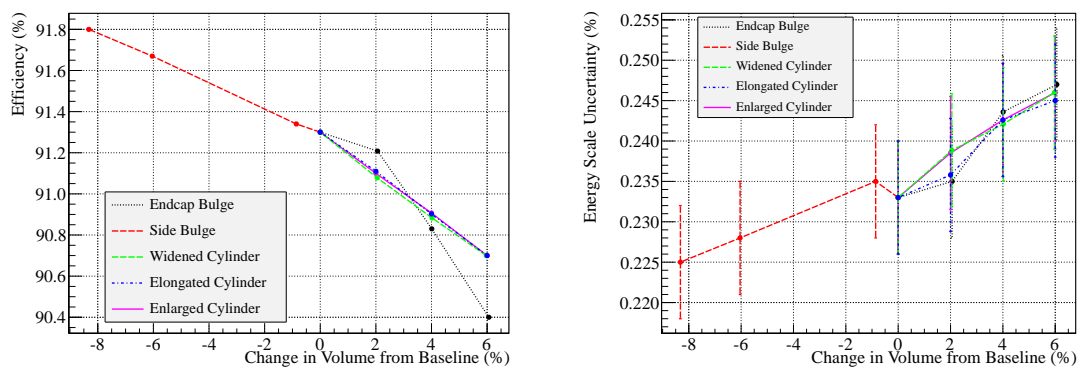 Efficiency (%)
91.8
91.6
91.4
91.2
91.0
90.8
90.6
90.4
Endcap Bulge
Side Bulge
Widened Cylinder
Elongated Cylinder
Enlarged Cylinder
-8 -6 -4 -2 0 2 4 6
Change in Volume from Baseline (%)
Energy Scale Uncertainty (%)
0.255
0.250
0.245
0.240
0.235
0.230
0.225
0.220
Endcap Bulge
Side Bulge
Widened Cylinder
Elongated Cylinder
Enlarged Cylinder
-8 -6 -4 -2 0 2 4 6
Change in Volume from Baseline (%)